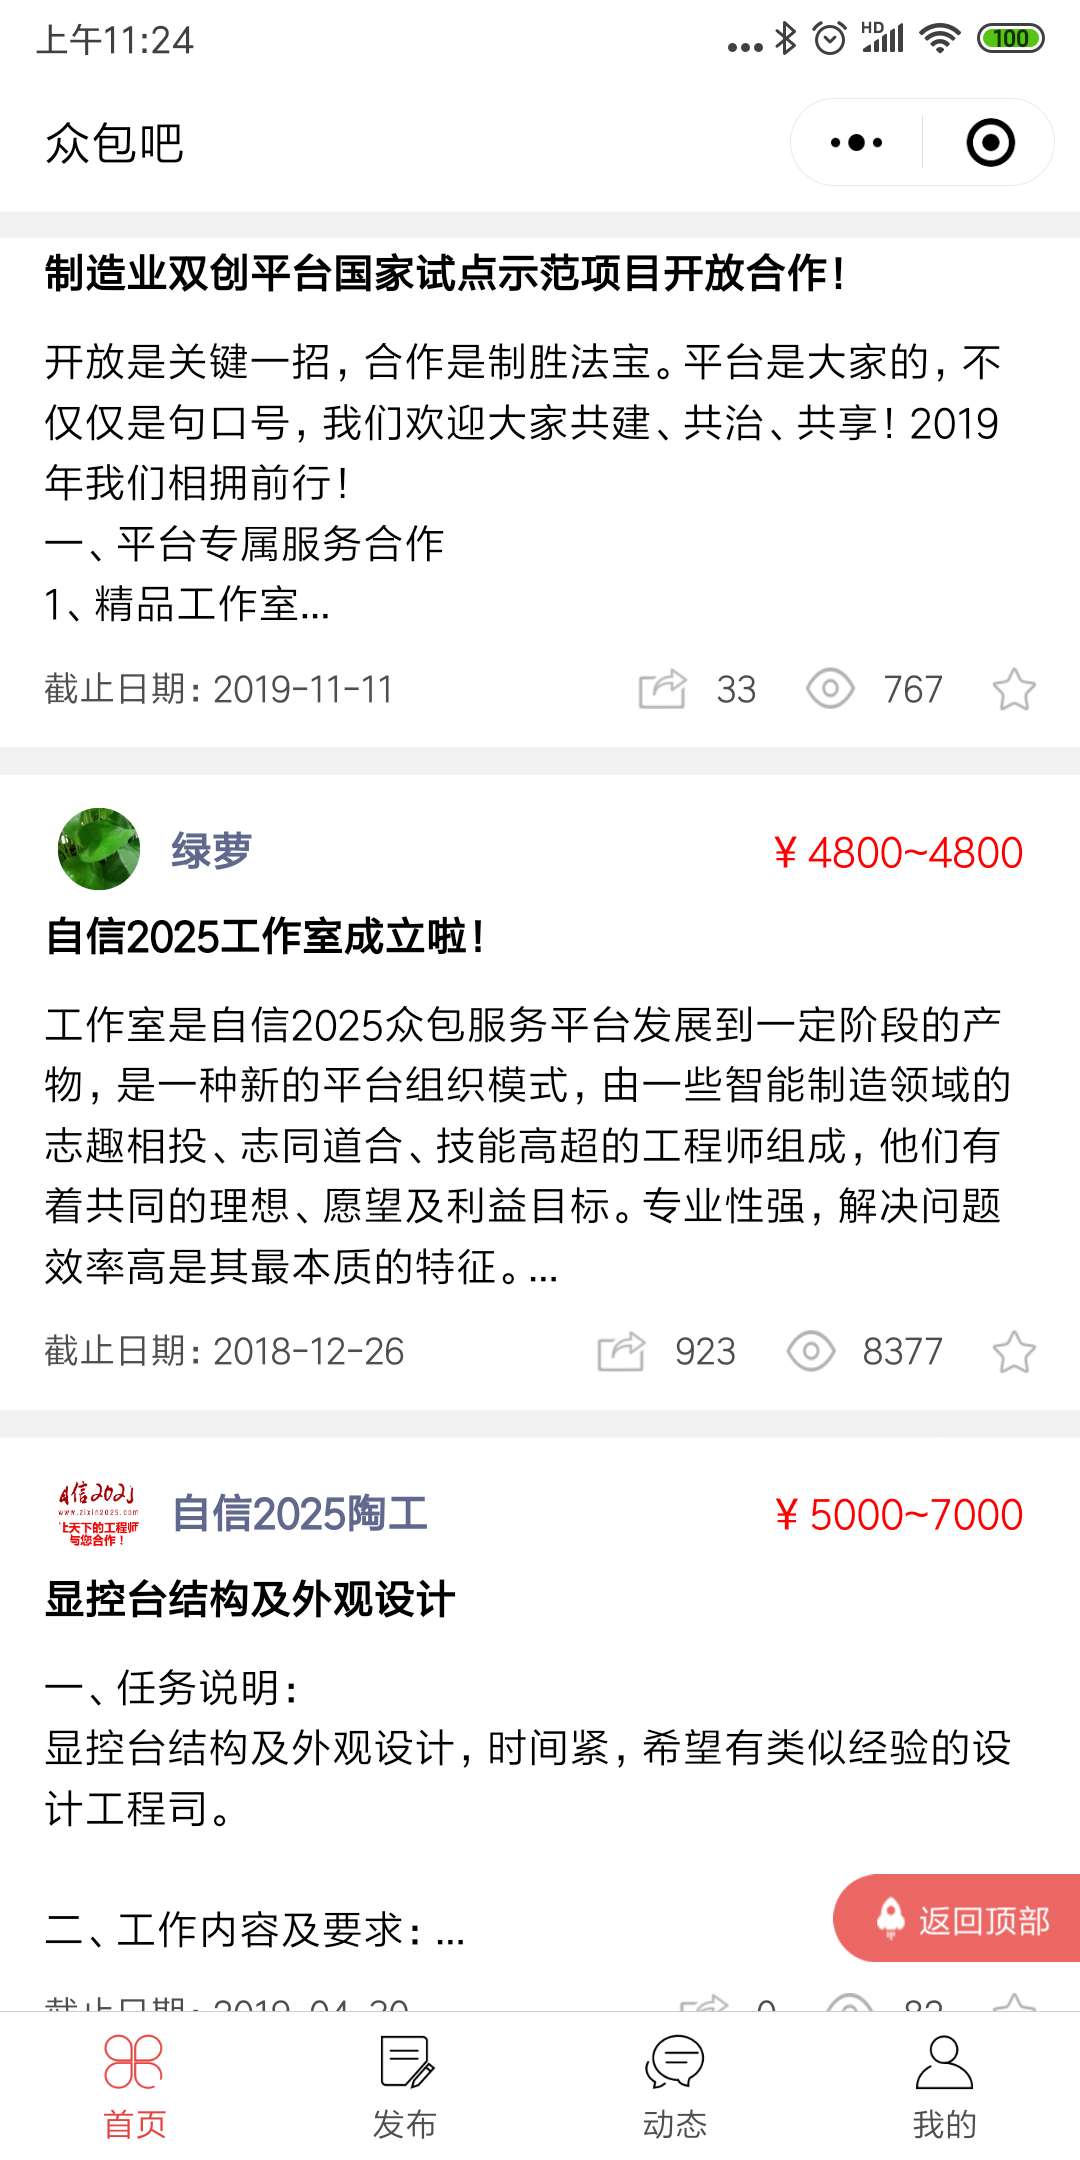 上午11:24
HD
100
众包吧
制造业双创平台国家试点示范项目开放合作！
开放是关键一招，合作是制胜法宝。平台是大家的，不
仅仅是句口号，我们欢迎大家共建、共治、共享！2019
年我们相拥前行！
一、平台专属服务合作
1、精品工作室...
截止日期：2019-11-11 33 767
绿萝 ¥ 4800~4800
自信2025工作室成立啦！
工作室是自信2025众包服务平台发展到一定阶段的产
物，是一种新的平台组织模式，由一些智能制造领域的
志趣相投、志同道合、技能高超的工程师组成，他们有
着共同的理想、愿望及利益目标。专业性强，解决问题
效率高是其最本质的特征。...
截止日期：2018-12-26 923 8377
信2025
www.zixin2025.com
让天下的工程师
与您合作！
自信2025陶工 ¥ 5000~7000
显控台结构及外观设计
一、任务说明：
显控台结构及外观设计，时间紧，希望有类似经验的设
计工程司。
二、工作内容及要求：...
返回顶部
截止日期：2019-04-30 0 82
首页 发布 动态 我的